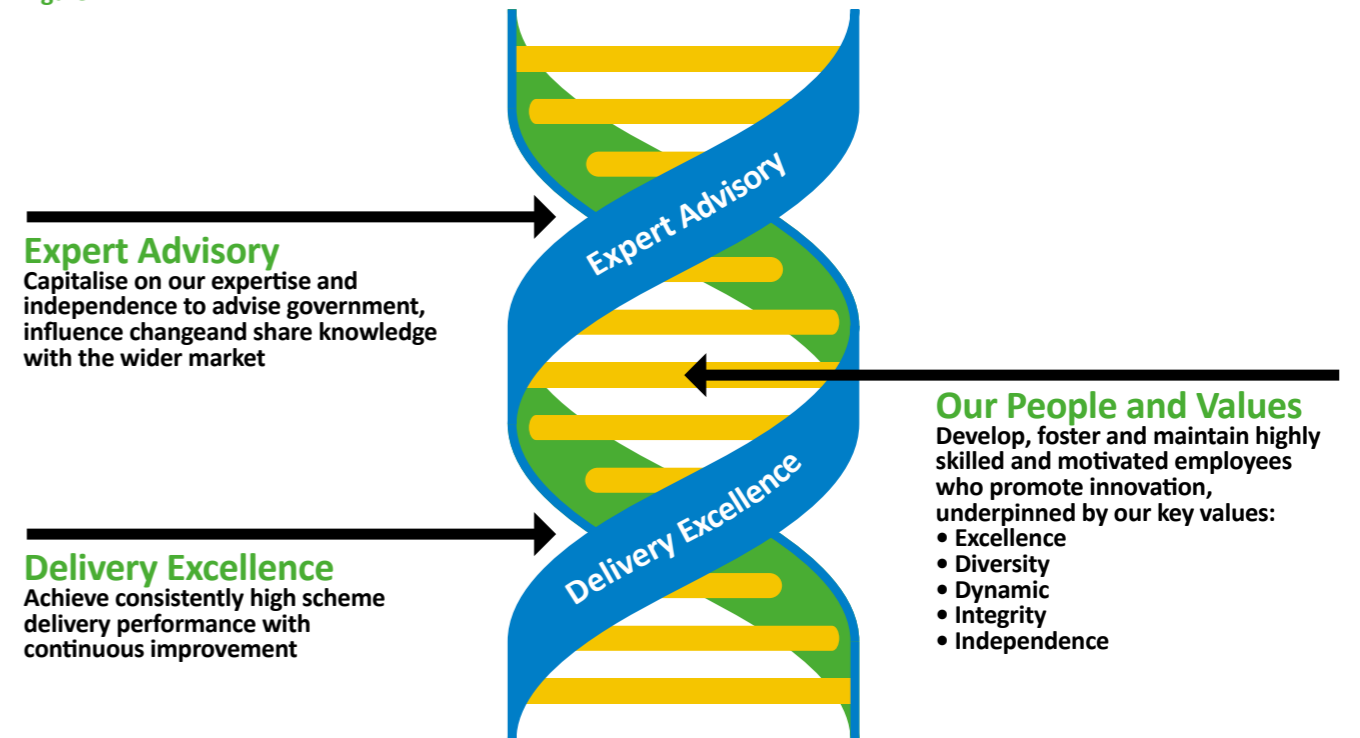 Expert Advisory
Expert Advisory
Capitalise on our expertise and
independence to advise government,
influence changeand share knowledge
with the wider market
Our People and Values
Develop, foster and maintain highly
skilled and motivated employees
who promote innovation,
underpinned by our key values:
• Excellence
• Diversity
• Dynamic
• Integrity
• Independence
Delivery Excellence
Delivery Excellence
Achieve consistently high scheme
delivery performance with
continuous improvement